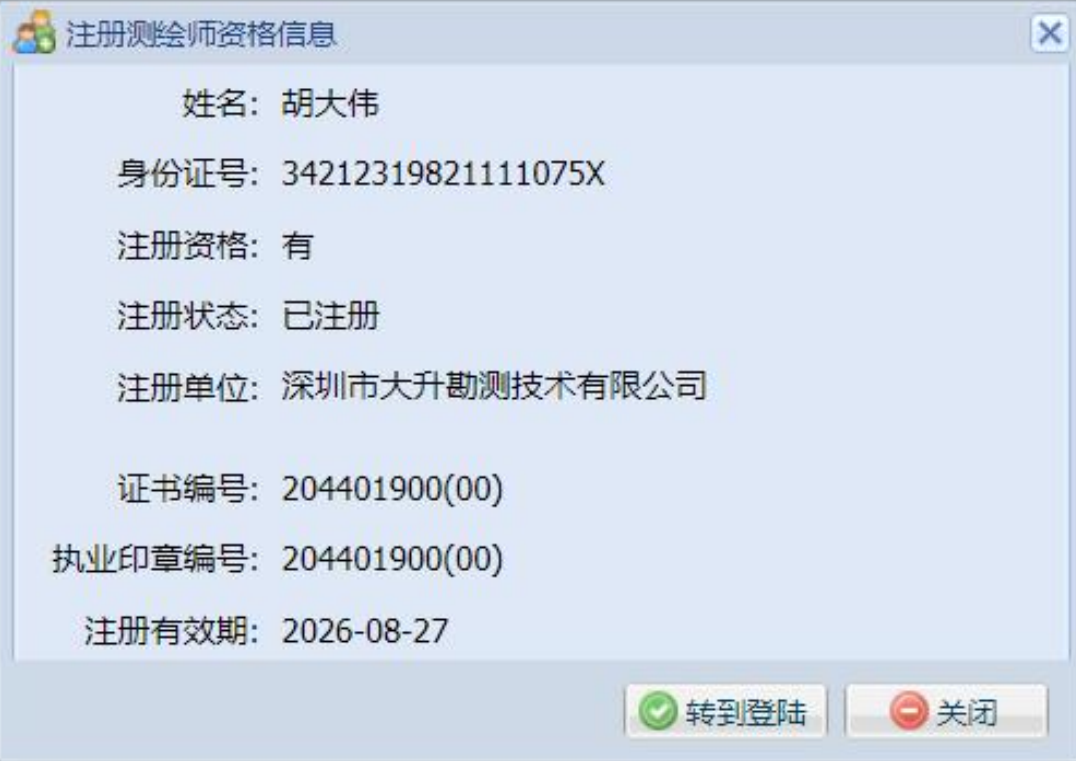 注册测绘师资格信息
姓名: 胡大伟
身份证号: 34212319821111075X
注册资格: 有
注册状态: 已注册
注册单位: 深圳市大升勘测技术有限公司
证书编号: 204401900(00)
执业印章编号: 204401900(00)
注册有效期: 2026-08-27
转到登陆 关闭